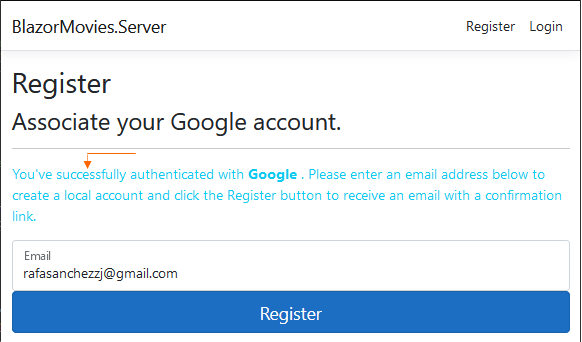 BlazorMovies.Server
Register Login
Register
Associate your Google account.
You've successfully authenticated with Google . Please enter an email address below to
create a local account and click the Register button to receive an email with a confirmation
link.
Email
rafasanchezzj@gmail.com
Register